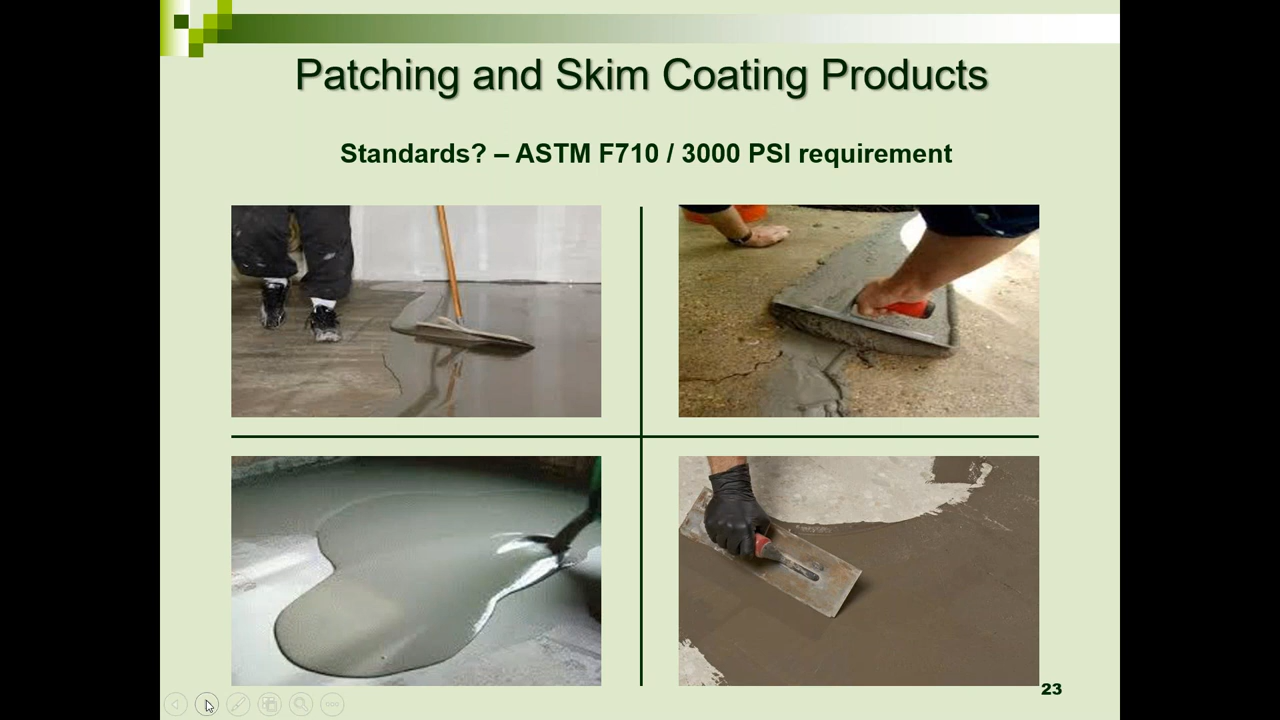 Patching and Skim Coating Products
Standards? – ASTM F710 / 3000 PSI requirement
23